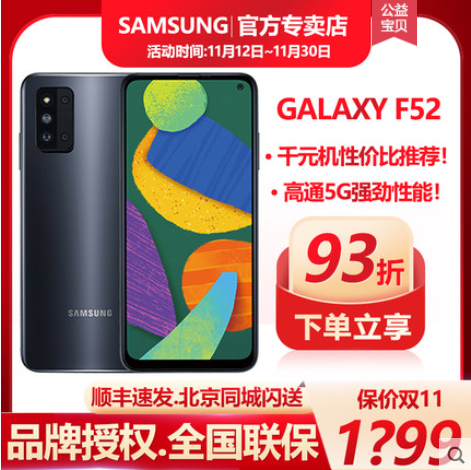 SAMSUNG 官方专卖店
公益
宝贝
活动时间:11月12日~11月30日
GALAXY F52
·千元机性价比推荐!
·高通5G强劲性能!
93折
下单立享
SAMSUNG
顺丰速发.北京同城闪送
保价双11
品牌授权.全国联保
1?99